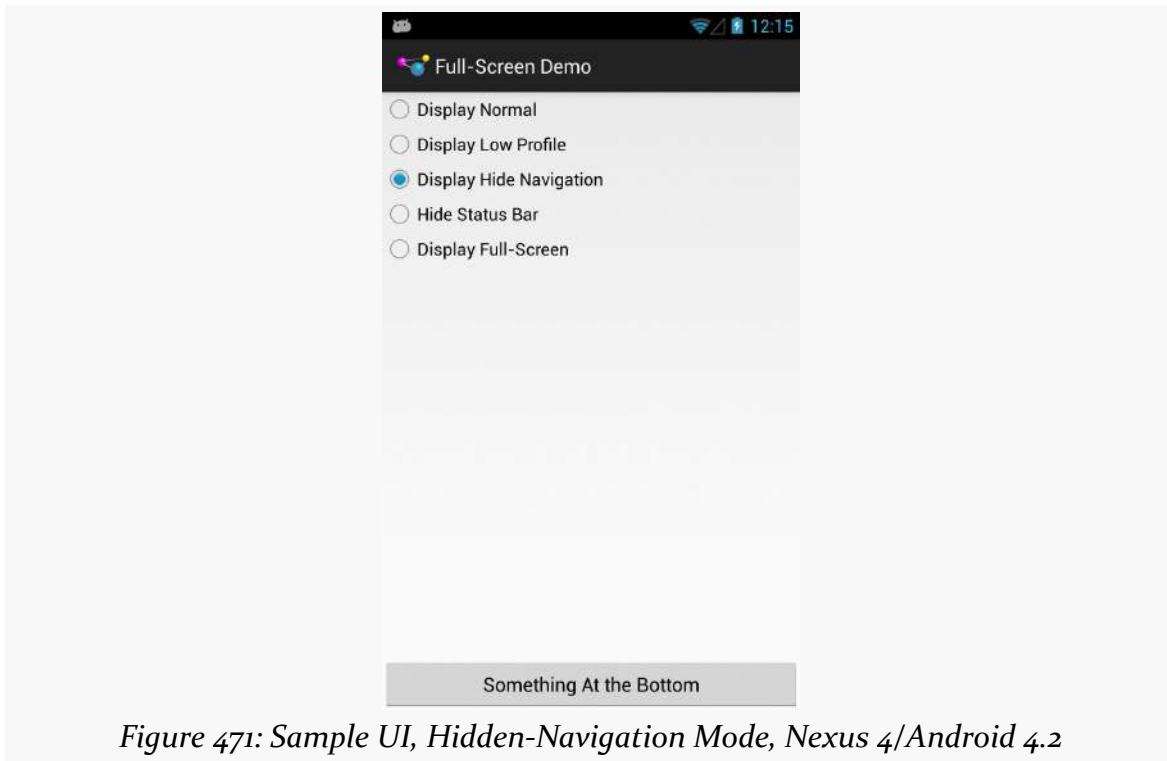 12:15
Full-Screen Demo
Display Normal
Display Low Profile
Display Hide Navigation
Hide Status Bar
Display Full-Screen
Something At the Bottom
Figure 471: Sample UI, Hidden-Navigation Mode, Nexus 4/Android 4.2